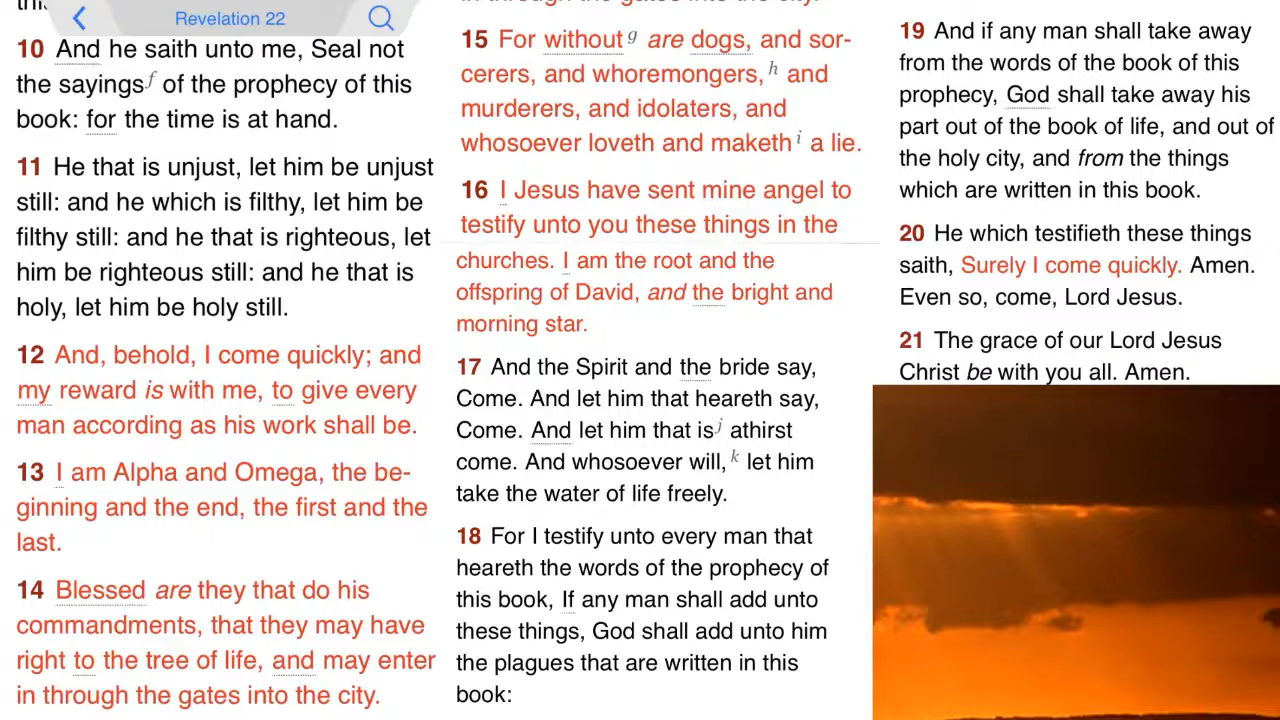 Revelation 22
10 And he saith unto me, Seal not
the sayings f of the prophecy of this
book: for the time is at hand.
11 He that is unjust, let him be unjust
still: and he which is filthy, let him be
filthy still: and he that is righteous, let
him be righteous still: and he that is
holy, let him be holy still.
12 And, behold, I come quickly; and
my reward is with me, to give every
man according as his work shall be.
13 I am Alpha and Omega, the be-
ginning and the end, the first and the
last.
14 Blessed are they that do his
commandments, that they may have
right to the tree of life, and may enter
in through the gates into the city.
15 For without g are dogs, and sor-
cerers, and whoremongers, h and
murderers, and idolaters, and
whosoever loveth and maketh i a lie.
16 I Jesus have sent mine angel to
testify unto you these things in the
churches. I am the root and the
offspring of David, and the bright and
morning star.
17 And the Spirit and the bride say,
Come. And let him that heareth say,
Come. And let him that is j athirst
come. And whosoever will, k let him
take the water of life freely.
18 For I testify unto every man that
heareth the words of the prophecy of
this book, If any man shall add unto
these things, God shall add unto him
the plagues that are written in this
book:
19 And if any man shall take away
from the words of the book of this
prophecy, God shall take away his
part out of the book of life, and out of
the holy city, and from the things
which are written in this book.
20 He which testifieth these things
saith, Surely I come quickly. Amen.
Even so, come, Lord Jesus.
21 The grace of our Lord Jesus
Christ be with you all. Amen.